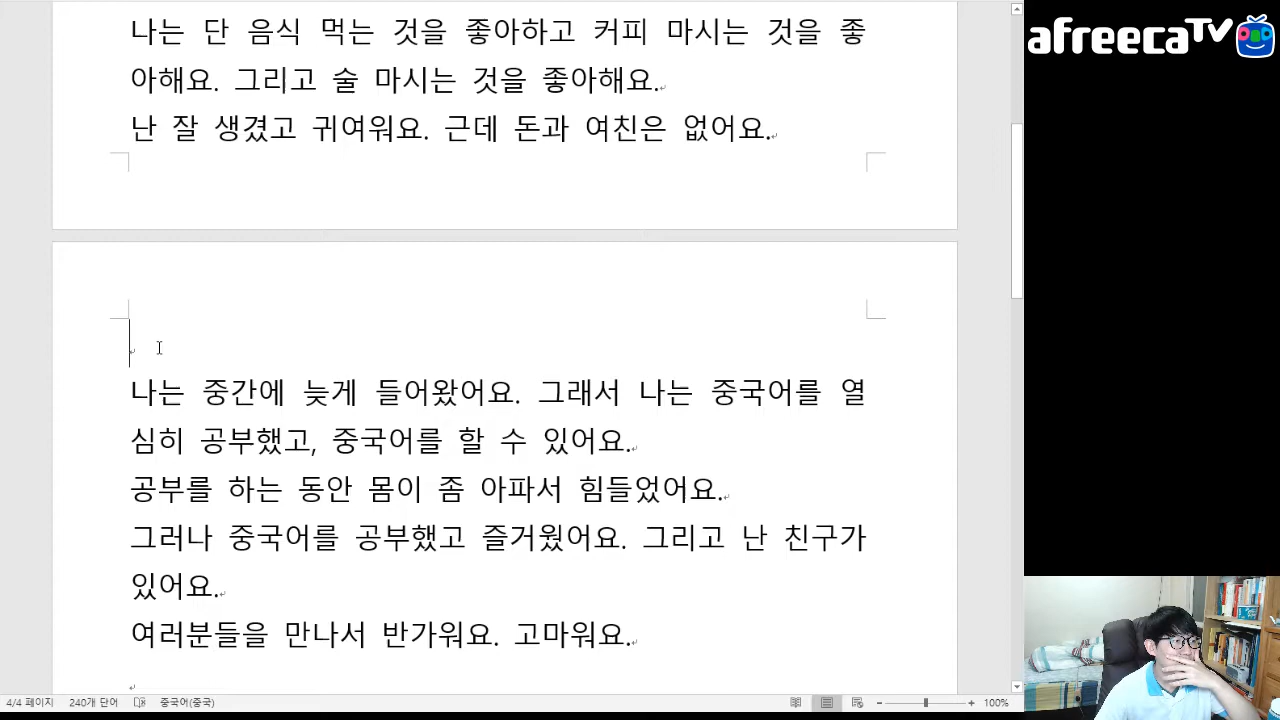 나는 단 음식 먹는 것을 좋아하고 커피 마시는 것을 좋
아해요. 그리고 술 마시는 것을 좋아해요.
난 잘 생겼고 귀여워요. 근데 돈과 여친은 없어요.
나는 중간에 늦게 들어왔어요. 그래서 나는 중국어를 열
심히 공부했고, 중국어를 할 수 있어요.
공부를 하는 동안 몸이 좀 아파서 힘들었어요.
그러나 중국어를 공부했고 즐거웠어요. 그리고 난 친구가
있어요.
여러분들을 만나서 반가워요. 고마워요.
4/4 페이지 240개 단어 중국어(중국) 100%
afreecaTV